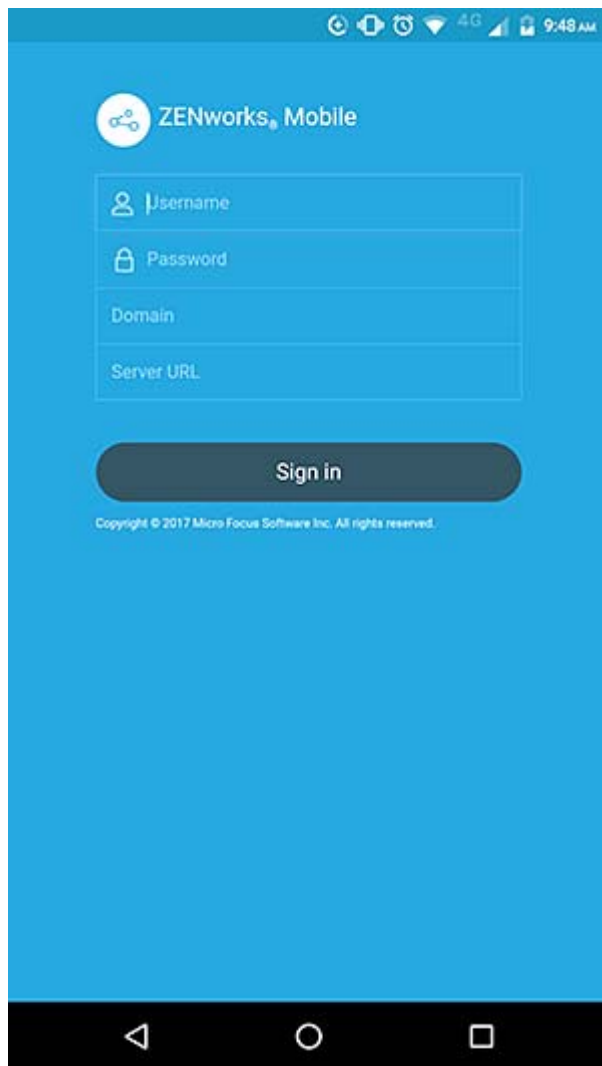 4G 9:48 AM
ZENworks® Mobile
Username
Password
Domain
Server URL
Sign in
Copyright © 2017 Micro Focus Software Inc. All rights reserved.